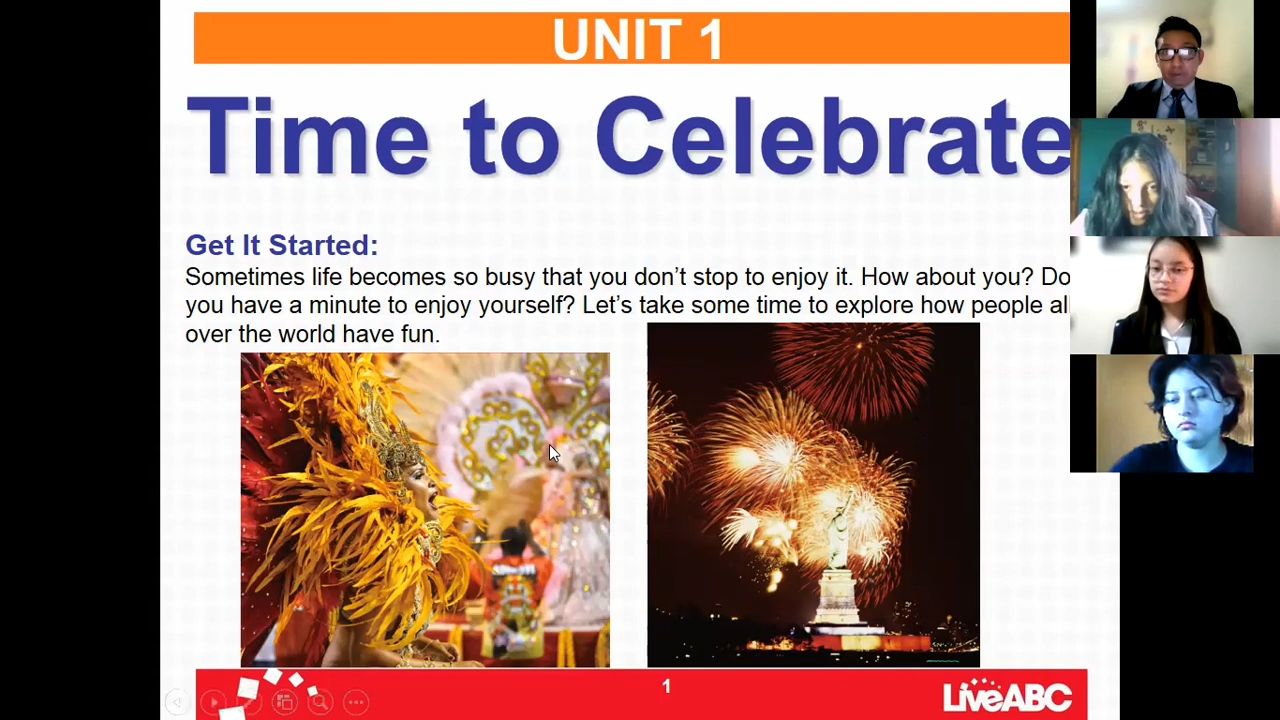 UNIT 1
Time to Celebrate
Get It Started:
Sometimes life becomes so busy that you don't stop to enjoy it. How about you? Do
you have a minute to enjoy yourself? Let's take some time to explore how people all
over the world have fun.
1
LiveABC